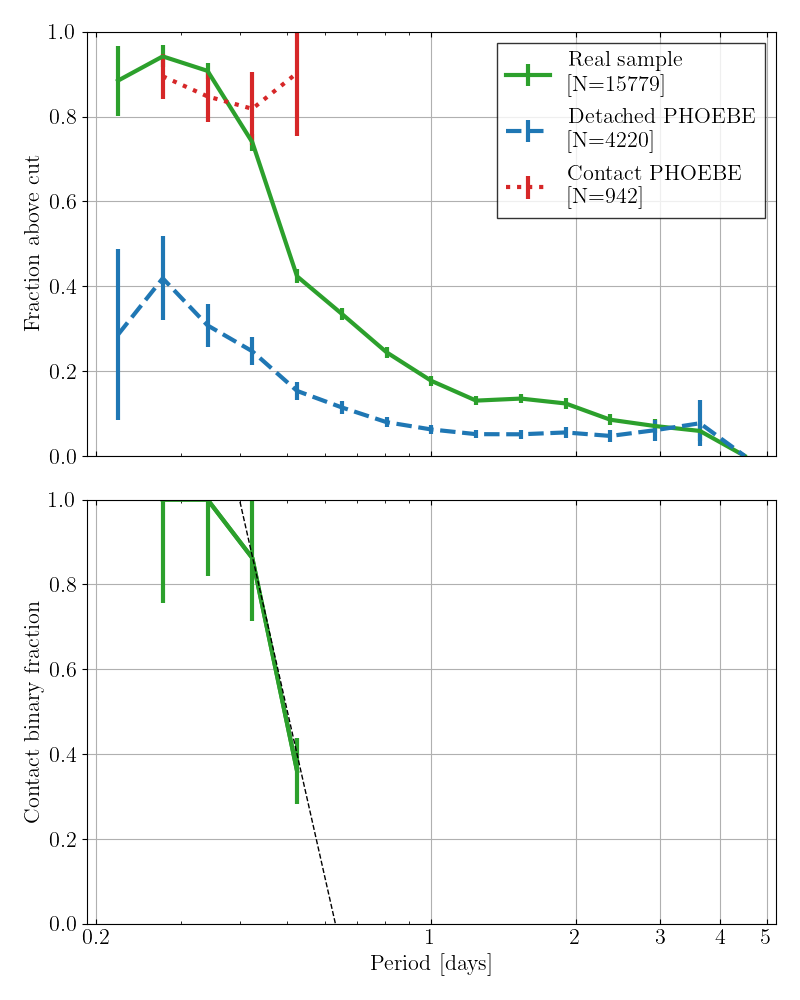 1.0
0.8
0.6
0.4
0.2
0.0
Fraction above cut
Real sample
[N=15779]
Detached PHOEBE
[N=4220]
Contact PHOEBE
[N=942]
1.0
0.8
0.6
0.4
0.2
0.0
Contact binary fraction
0.2 1 2 3 4 5
Period [days]